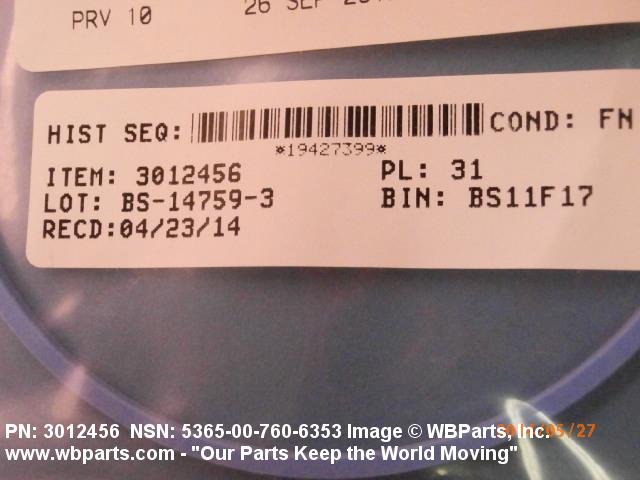 PRV 10 26 SEP
HIST SEQ: COND: FN
*19427399*
ITEM: 3012456 PL: 31
LOT: BS-14759-3 BIN: BS11F17
RECD:04/23/14
PN: 3012456 NSN: 5365-00-760-6353 Image © WBParts, Inc.
www.wbparts.com - "Our Parts Keep the World Moving"